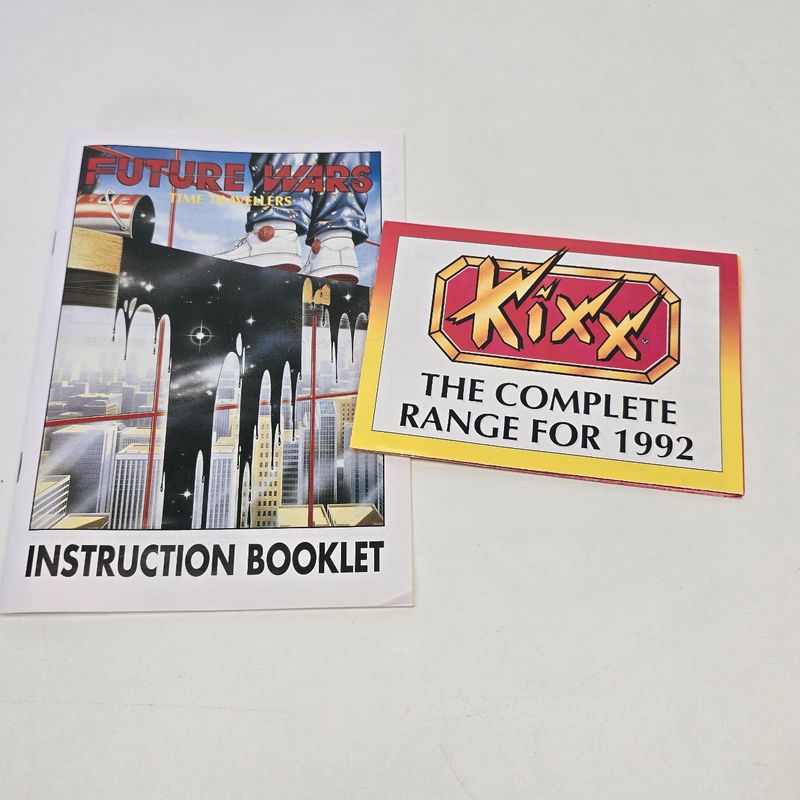 FUTURE WARS
TIME TRAVELLERS
INSTRUCTION BOOKLET
Kixx
THE COMPLETE
RANGE FOR 1992